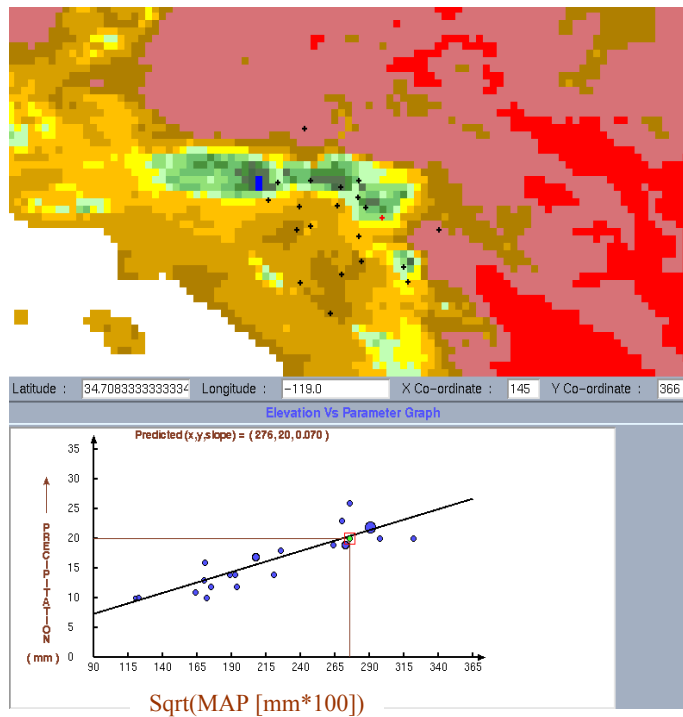 Latitude : 34.7083333333334 Longitude : -119.0 X Co-ordinate : 145 Y Co-ordinate : 366
Elevation Vs Parameter Graph
Predicted (x,y,slope) = ( 276, 20, 0.070 )
35
30
25
20
15
10
5
0
PRECIPITATION
( mm )
90 115 140 165 190 215 240 265 290 315 340 365
Sqrt(MAP [mm*100])